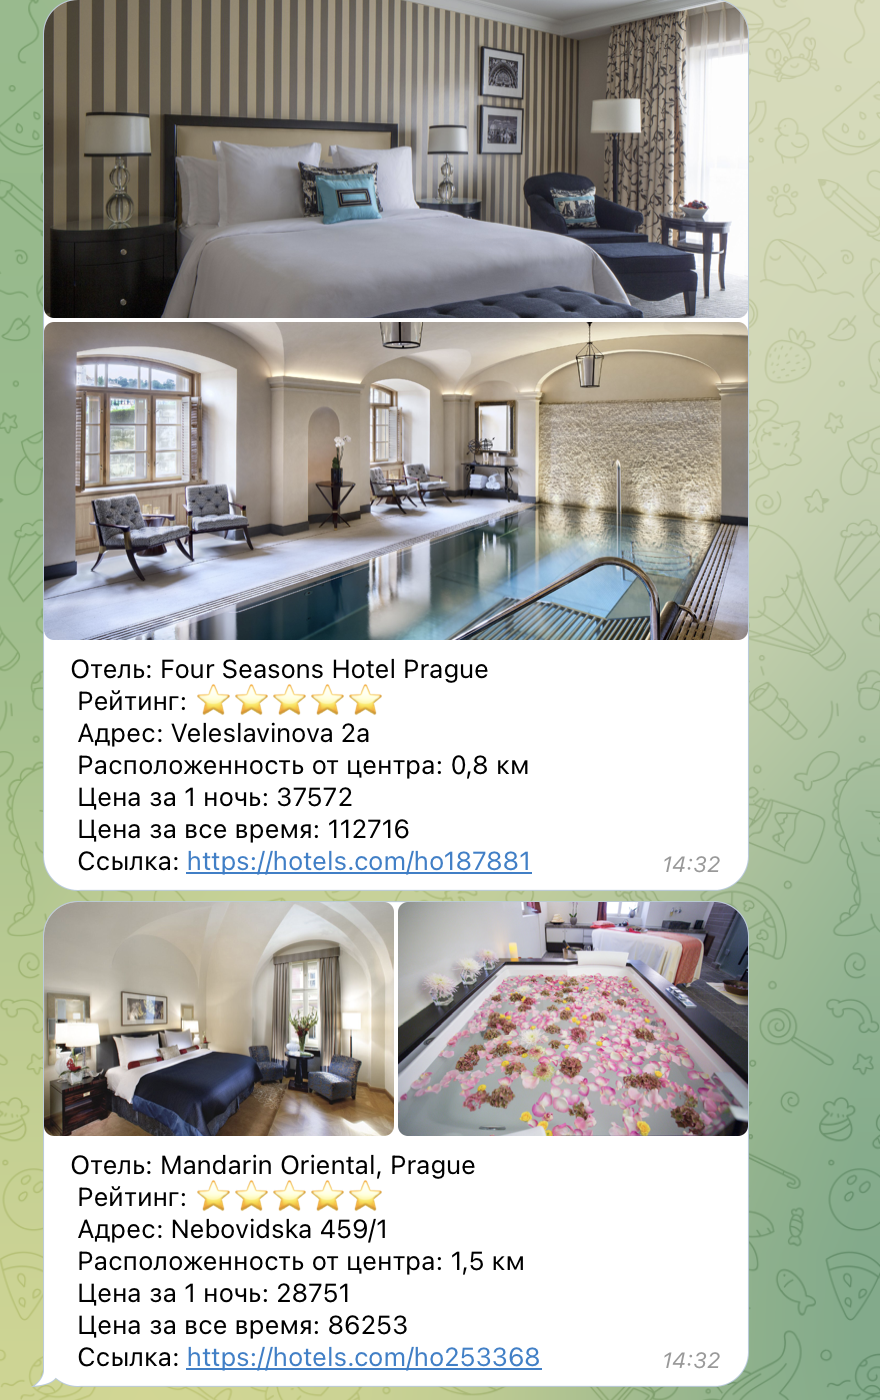 Отель: Four Seasons Hotel Prague
Рейтинг: ⭐⭐⭐⭐⭐
Адрес: Veleslavinova 2a
Расположенность от центра: 0,8 км
Цена за 1 ночь: 37572
Цена за все время: 112716
Ссылка: https://hotels.com/ho187881
14:32
Отель: Mandarin Oriental, Prague
Рейтинг: ⭐⭐⭐⭐⭐
Адрес: Nebovidska 459/1
Расположенность от центра: 1,5 км
Цена за 1 ночь: 28751
Цена за все время: 86253
Ссылка: https://hotels.com/ho253368
14:32